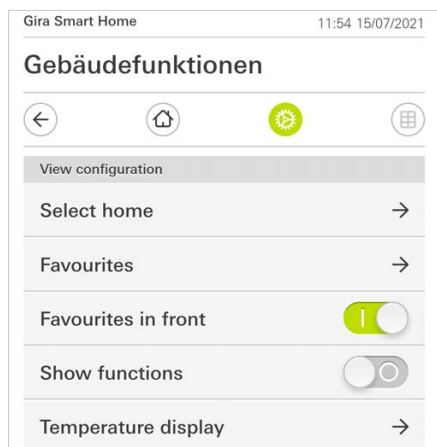 Gira Smart Home 11:54 15/07/2021
Gebäudefunktionen
View configuration
Select home
Favourites
Favourites in front
Show functions
Temperature display